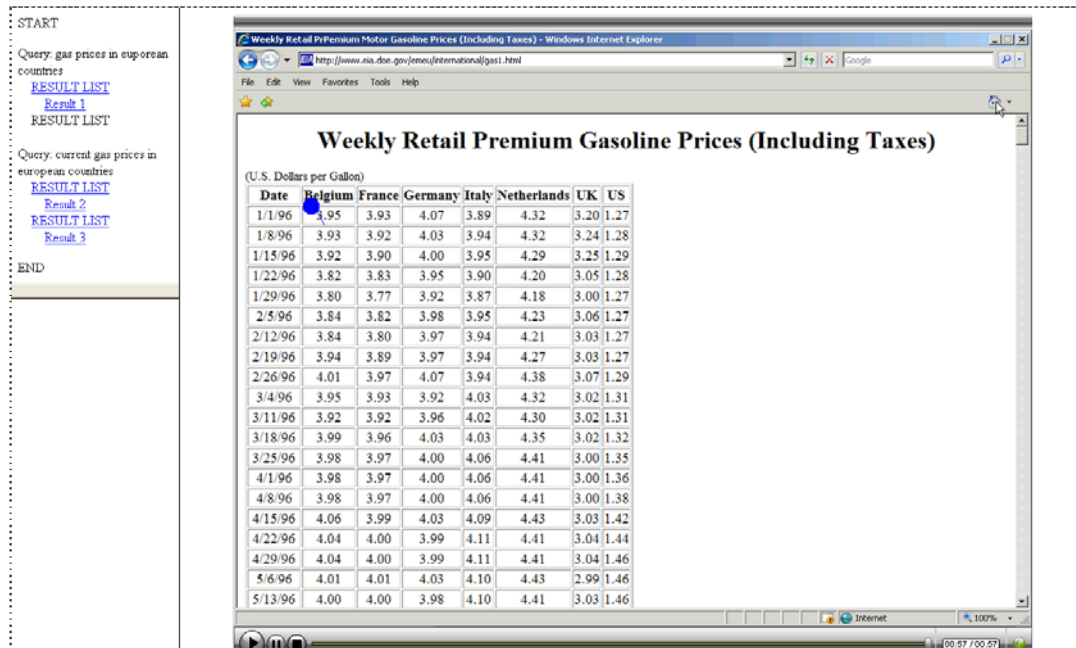 START
Query: gas prices in euporean
countries
RESULT LIST
Result 1
RESULT LIST
Query: current gas prices in
european countries
RESULT LIST
Result 2
RESULT LIST
Result 3
END
Weekly Retail PrPemium Motor Gasoline Prices (Including Taxes) - Windows Internet Explorer
http://www.eia.doe.gov/emeu/international/gas1.html
Google
File Edit View Favorites Tools Help
Weekly Retail Premium Gasoline Prices (Including Taxes)
(U.S. Dollars per Gallon)
Date Belgium France Germany Italy Netherlands UK US
1/1/96 3.95 3.93 4.07 3.89 4.32 3.20 1.27
1/8/96 3.93 3.92 4.03 3.94 4.32 3.24 1.28
1/15/96 3.92 3.90 4.00 3.95 4.29 3.25 1.29
1/22/96 3.82 3.83 3.95 3.90 4.20 3.05 1.28
1/29/96 3.80 3.77 3.92 3.87 4.18 3.00 1.27
2/5/96 3.84 3.82 3.98 3.95 4.23 3.06 1.27
2/12/96 3.84 3.80 3.97 3.94 4.21 3.03 1.27
2/19/96 3.94 3.89 3.97 3.94 4.27 3.03 1.27
2/26/96 4.01 3.97 4.07 3.94 4.38 3.07 1.29
3/4/96 3.95 3.93 3.92 4.03 4.32 3.02 1.31
3/11/96 3.92 3.92 3.96 4.02 4.30 3.02 1.31
3/18/96 3.99 3.96 4.03 4.03 4.35 3.02 1.32
3/25/96 3.98 3.97 4.00 4.06 4.41 3.00 1.35
4/1/96 3.98 3.97 4.00 4.06 4.41 3.00 1.36
4/8/96 3.98 3.97 4.00 4.06 4.41 3.00 1.38
4/15/96 4.06 3.99 4.03 4.09 4.43 3.03 1.42
4/22/96 4.04 4.00 3.99 4.11 4.41 3.04 1.44
4/29/96 4.04 4.00 3.99 4.11 4.41 3.04 1.46
5/6/96 4.01 4.01 4.03 4.10 4.43 2.99 1.46
5/13/96 4.00 4.00 3.98 4.10 4.41 3.03 1.46
Internet 100%
00:57 / 00:57